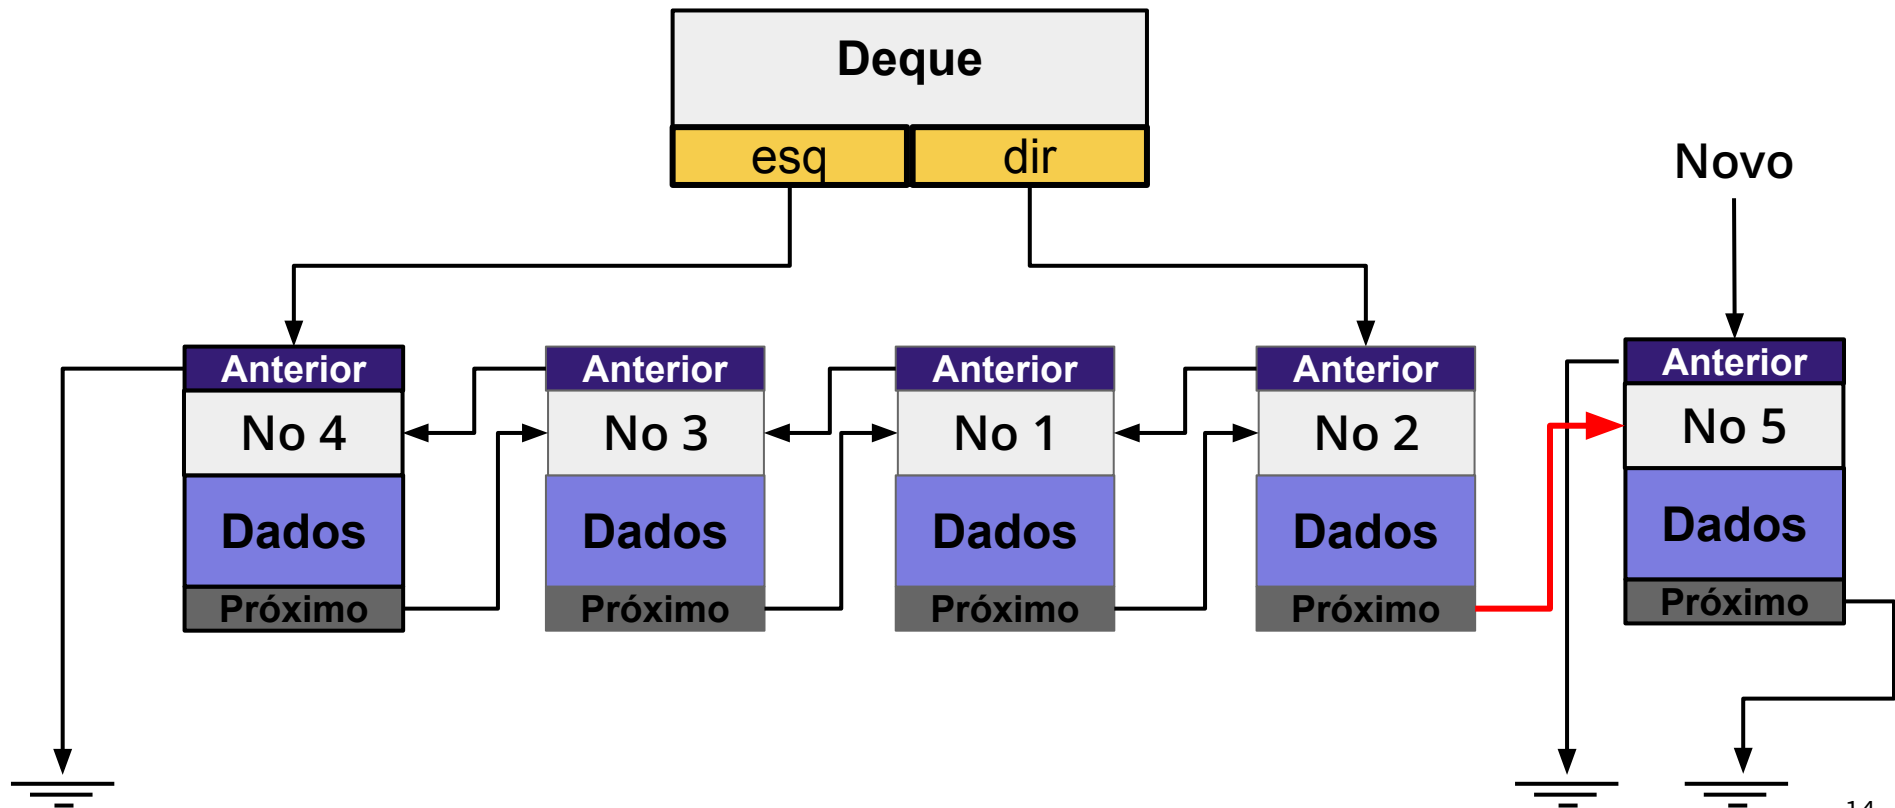 Deque
esq dir
Novo
Anterior Anterior Anterior Anterior Anterior
No 4 No 3 No 1 No 2 No 5
Dados Dados Dados Dados Dados
Próximo Próximo Próximo Próximo Próximo
14